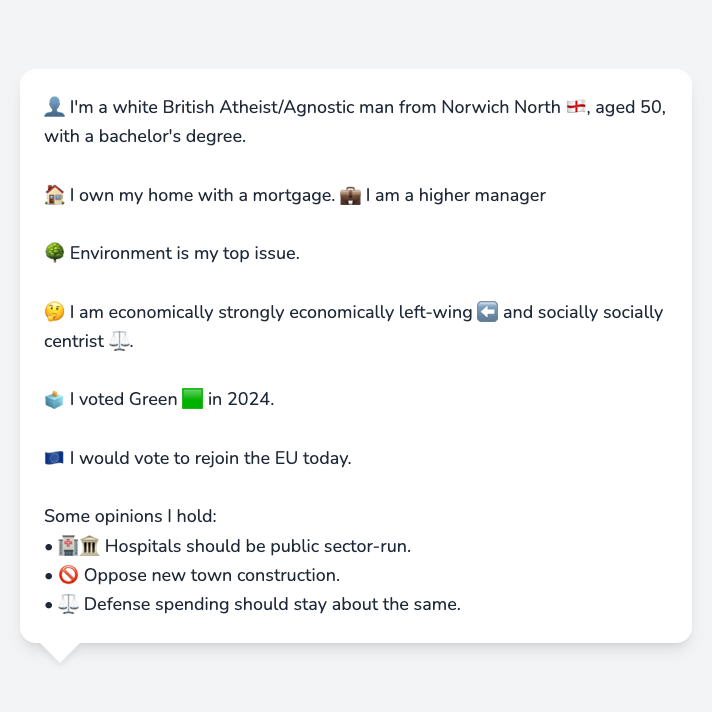 👤 I'm a white British Atheist/Agnostic man from Norwich North 🏴󠁧󠁢󠁥󠁮󠁧󠁿, aged 50,
with a bachelor's degree.
🏠 I own my home with a mortgage. 💼 I am a higher manager
🌳 Environment is my top issue.
🤔 I am economically strongly economically left-wing ⬅️ and socially socially
centrist ⚖️.
🗳️ I voted Green 🟩 in 2024.
🇪🇺 I would vote to rejoin the EU today.
Some opinions I hold:
• 🏥🏛️ Hospitals should be public sector-run.
• 🚫 Oppose new town construction.
• ⚖️ Defense spending should stay about the same.